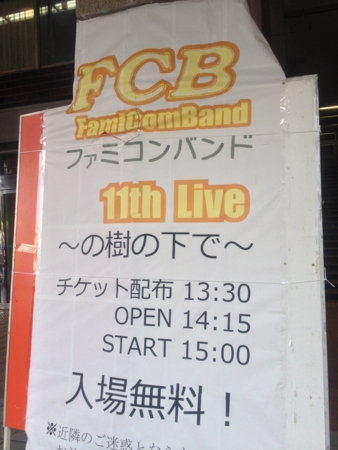 FCB
FamiComBand
ファミコンバンド
11th Live
～の樹の下で～
チケット配布 13:30
OPEN 14:15
START 15:00
入場無料！
※近隣のご迷惑となら